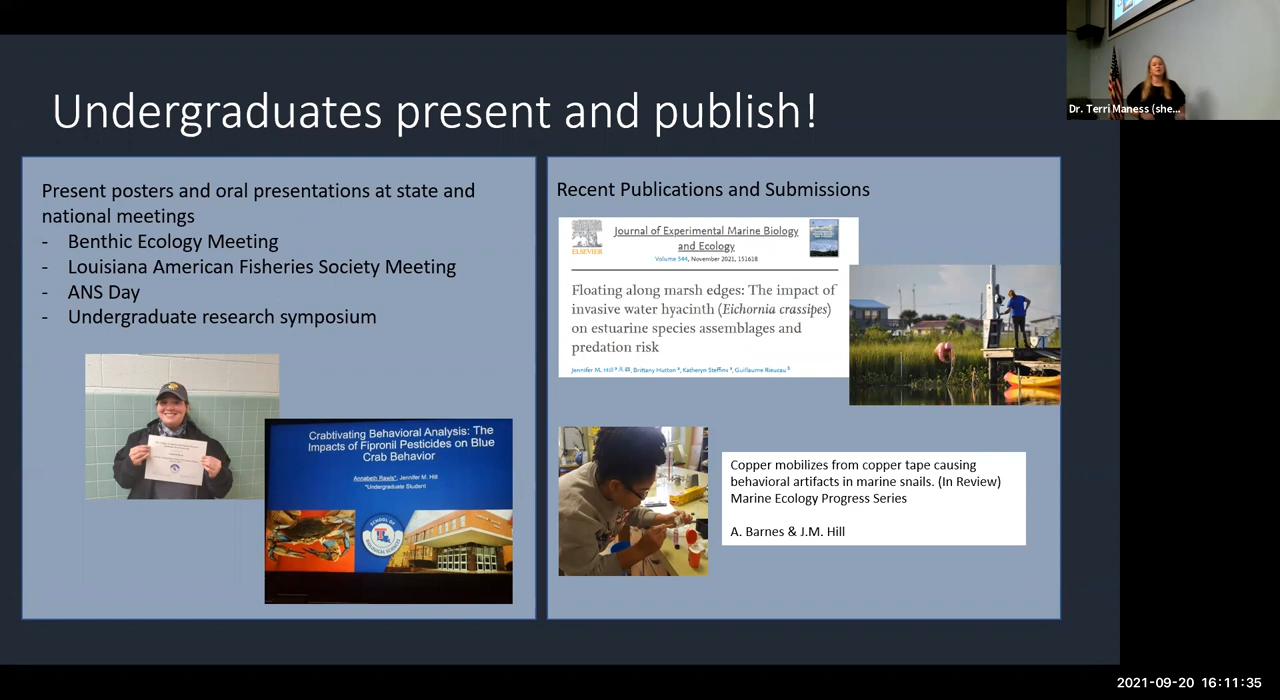 Undergraduates present and publish!
Present posters and oral presentations at state and
national meetings
- Benthic Ecology Meeting
- Louisiana American Fisheries Society Meeting
- ANS Day
- Undergraduate research symposium
Crabtivating Behavioral Analysis: The
Impacts of Fipronil Pesticides on Blue
Crab Behavior
Annabeth Rawls*, Jennifer M. Hill
*Undergraduate Student
SCHOOL OF
BIOLOGICAL SCIENCES
Recent Publications and Submissions
ELSEVIER
Journal of Experimental Marine Biology
and Ecology
Volume 544, November 2021, 151618
Floating along marsh edges: The impact of
invasive water hyacinth (Eichornia crassipes)
on estuarine species assemblages and
predation risk
Jennifer M. Hill, Brittany Hutton, Katheryn Steffins, Guillaume Rieucau
Copper mobilizes from copper tape causing
behavioral artifacts in marine snails. (In Review)
Marine Ecology Progress Series
A. Barnes & J.M. Hill
Dr. Terri Maness (she...
2021-09-20 16:11:35